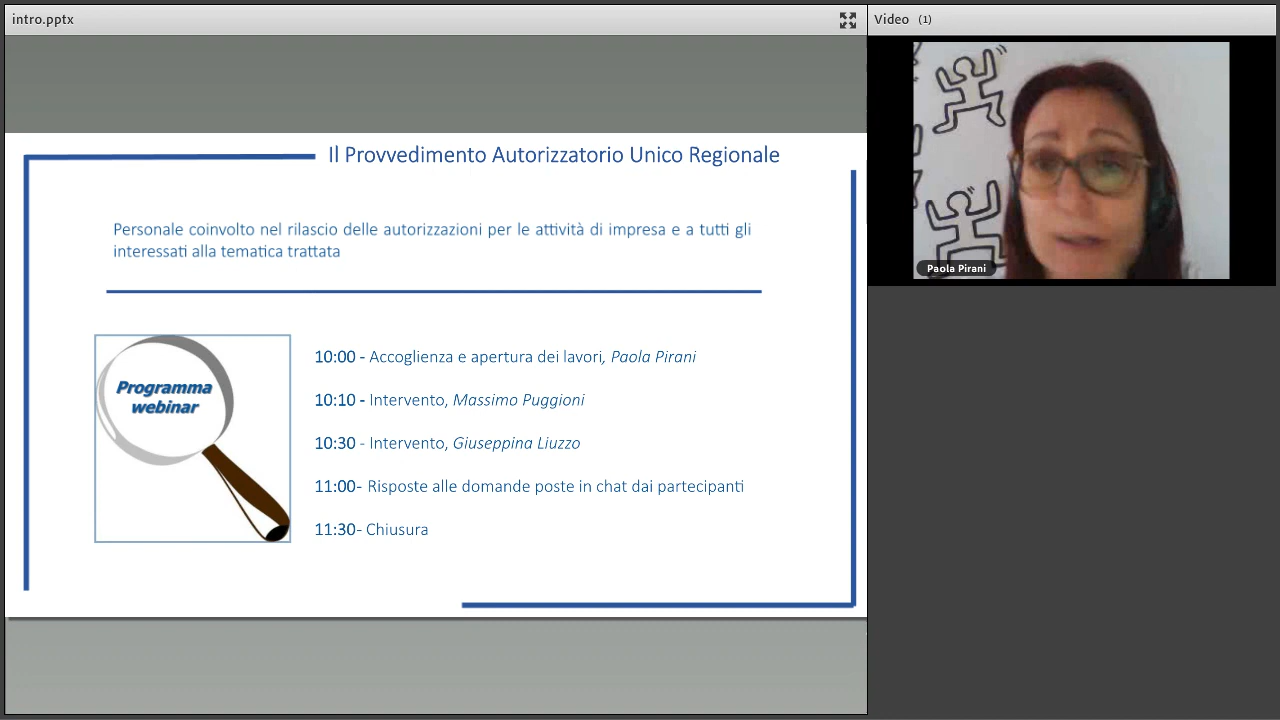 intro.pptx
Video (1)
Paola Pirani
Il Provvedimento Autorizzatorio Unico Regionale
Personale coinvolto nel rilascio delle autorizzazioni per le attività di impresa e a tutti gli
interessati alla tematica trattata
Programma
webinar
10:00 - Accoglienza e apertura dei lavori, Paola Pirani
10:10 - Intervento, Massimo Puggioni
10:30 - Intervento, Giuseppina Liuzzo
11:00- Risposte alle domande poste in chat dai partecipanti
11:30- Chiusura